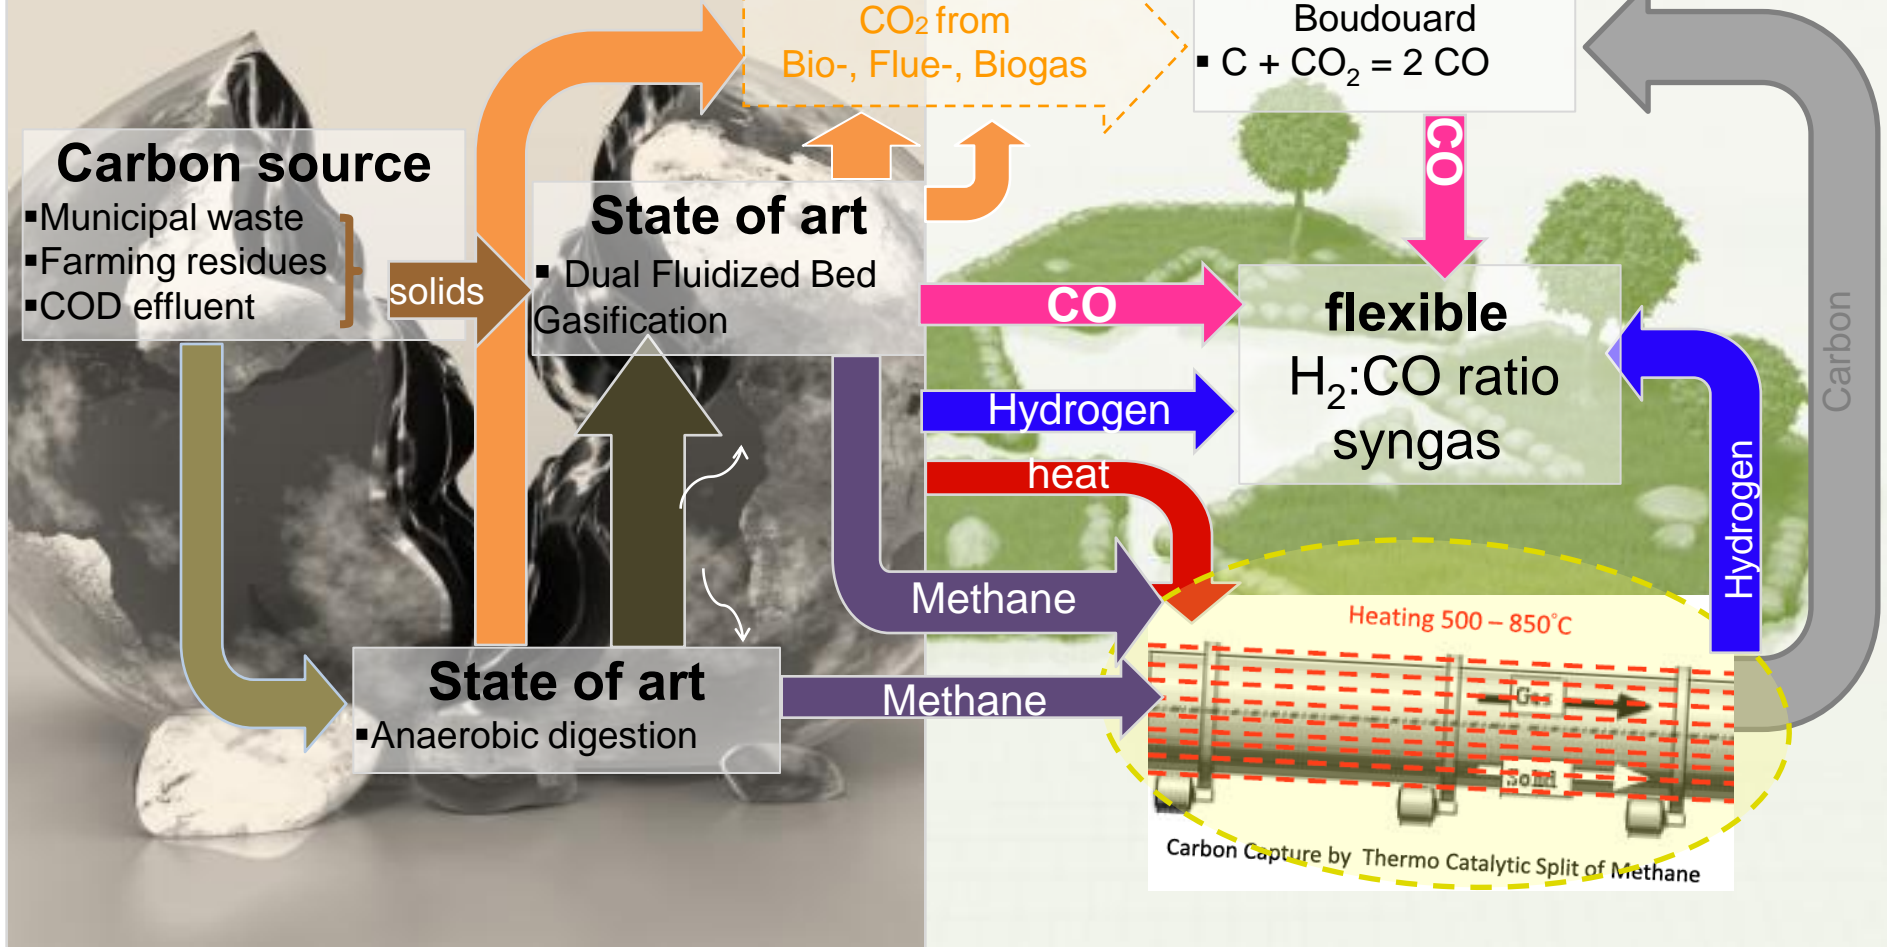 CO2 from
Bio-, Flue-, Biogas
Boudouard
▪ C + CO₂ = 2 CO
Carbon source
▪Municipal waste
▪Farming residues
▪COD effluent
solids
State of art
▪ Dual Fluidized Bed
Gasification
CO
CO
Hydrogen
heat
flexible
H₂:CO ratio
syngas
Carbon
Hydrogen
Methane
Methane
State of art
▪Anaerobic digestion
Heating 500 – 850°C
Gas
Solid
Carbon Capture by Thermo Catalytic Split of Methane